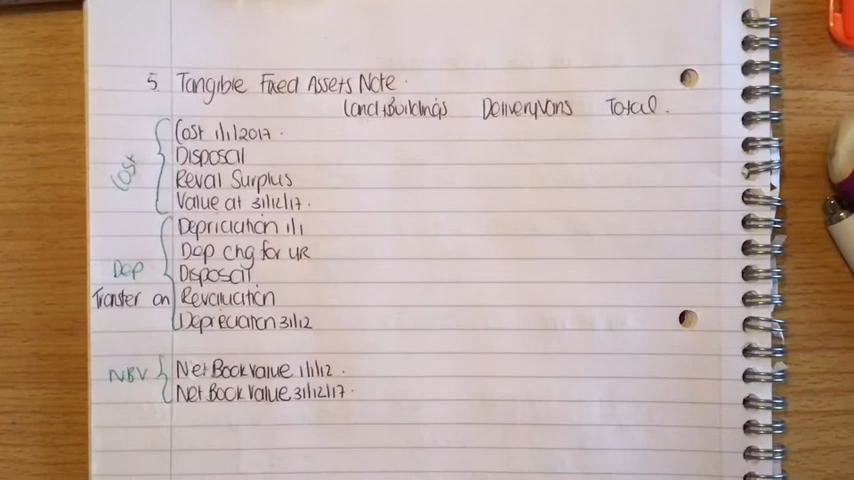 5. Tangible Fixed Assets Note.
Land+Buildings Delivery Vans Total.
Cost 1/1/2017.
Disposal
Reval Surplus
Value at 31/12/17.
Cost
Depriciation 1/1
Dep chg for YR
Disposal
Dep
Transfer on Revaluation
Depreciation 31/12
Net Book Value 1/1/12.
NBV
Net Book Value 31/12/17.